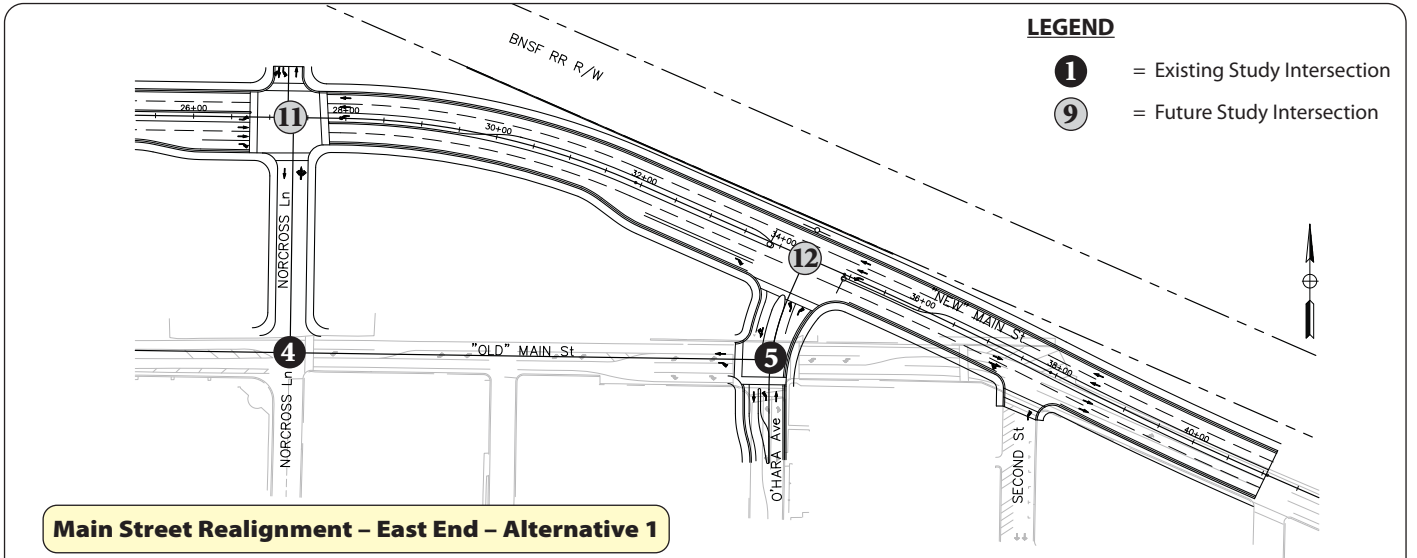 BNSF RR R/W
LEGEND
1 = Existing Study Intersection
9 = Future Study Intersection
26+00
11
28+00
30+00
32+00
34+00
12
36+00
"NEW" MAIN St
38+00
40+00
NORCROSS Ln
4
"OLD" MAIN St
5
NORCROSS Ln
O'HARA Ave
SECOND St
Main Street Realignment – East End – Alternative 1